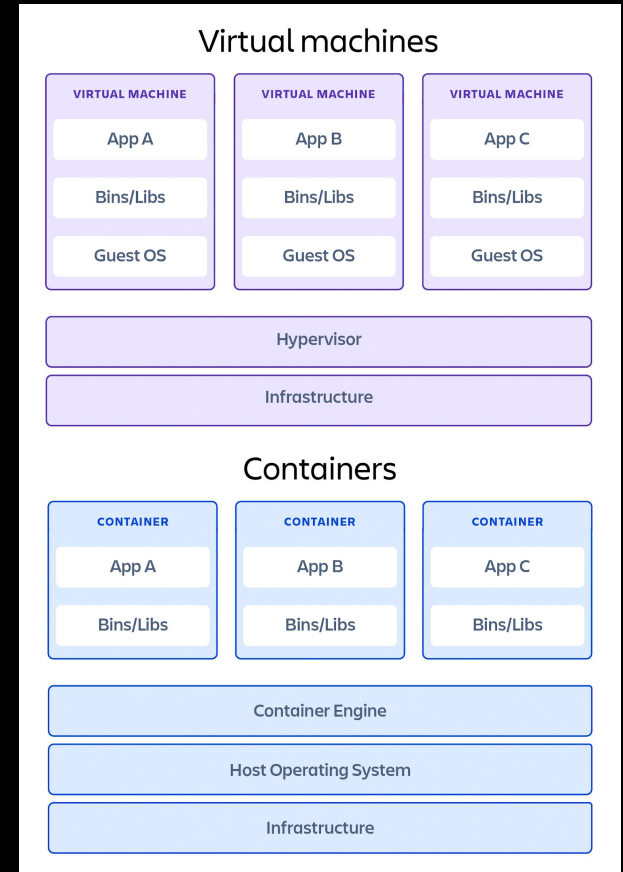 Virtual machines
VIRTUAL MACHINE
App A
Bins/Libs
Guest OS
VIRTUAL MACHINE
App B
Bins/Libs
Guest OS
VIRTUAL MACHINE
App C
Bins/Libs
Guest OS
Hypervisor
Infrastructure
Containers
CONTAINER
App A
Bins/Libs
CONTAINER
App B
Bins/Libs
CONTAINER
App C
Bins/Libs
Container Engine
Host Operating System
Infrastructure